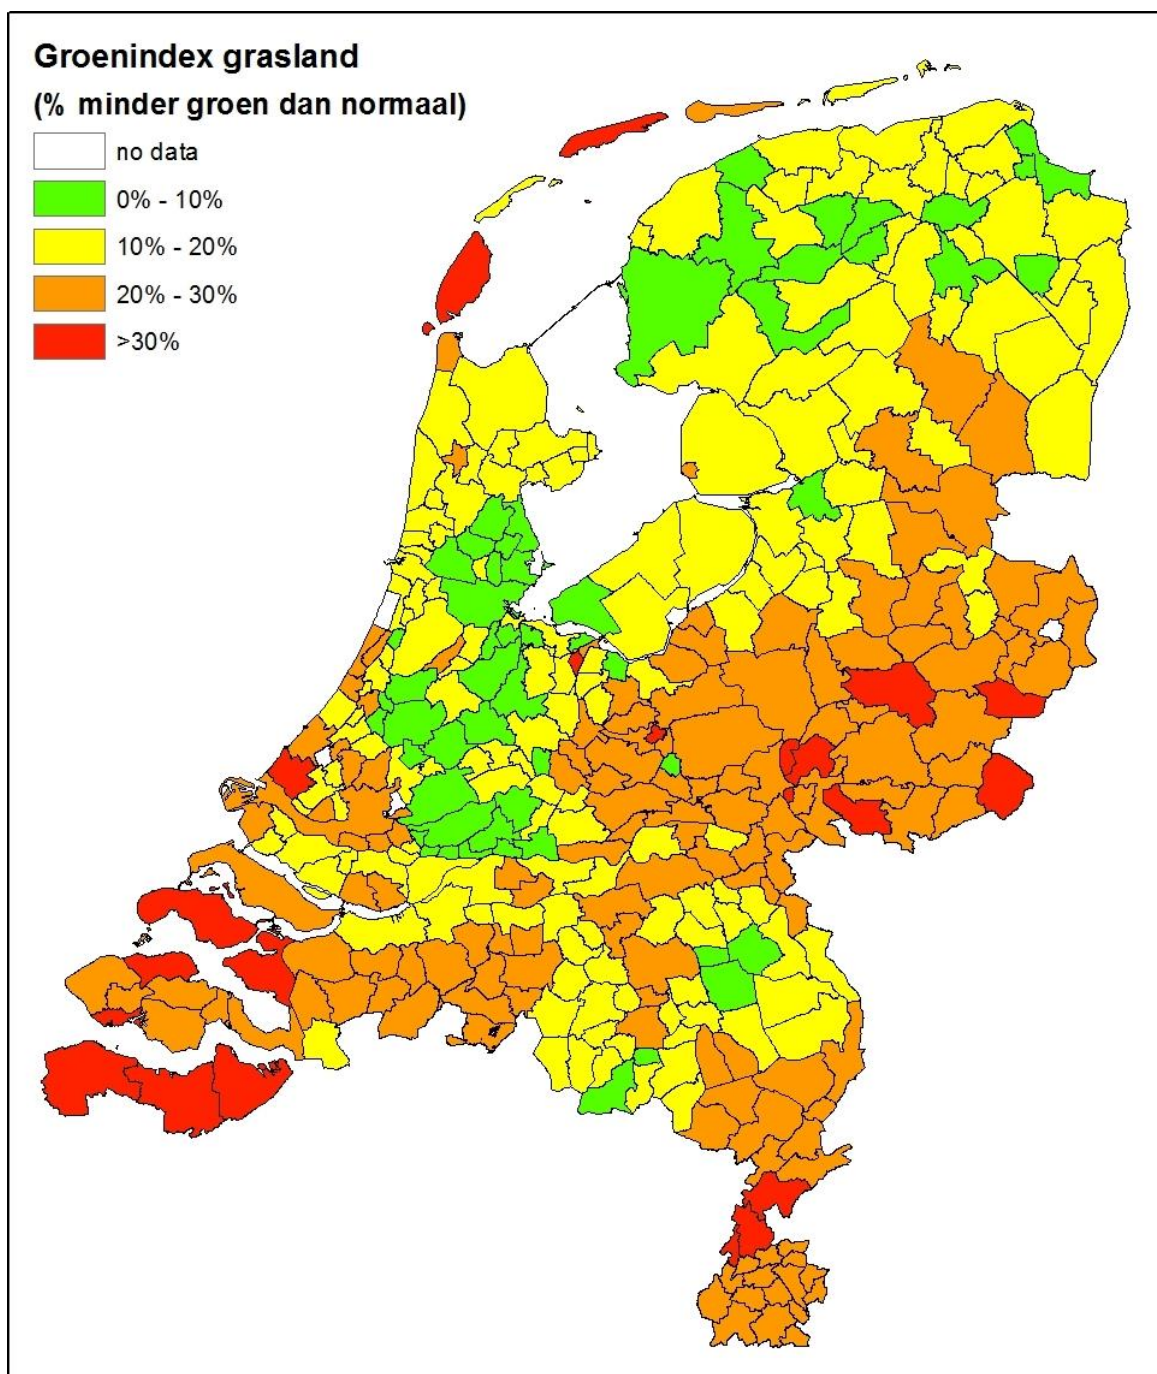 Groenindex grasland
(% minder groen dan normaal)
no data
0% - 10%
10% - 20%
20% - 30%
>30%